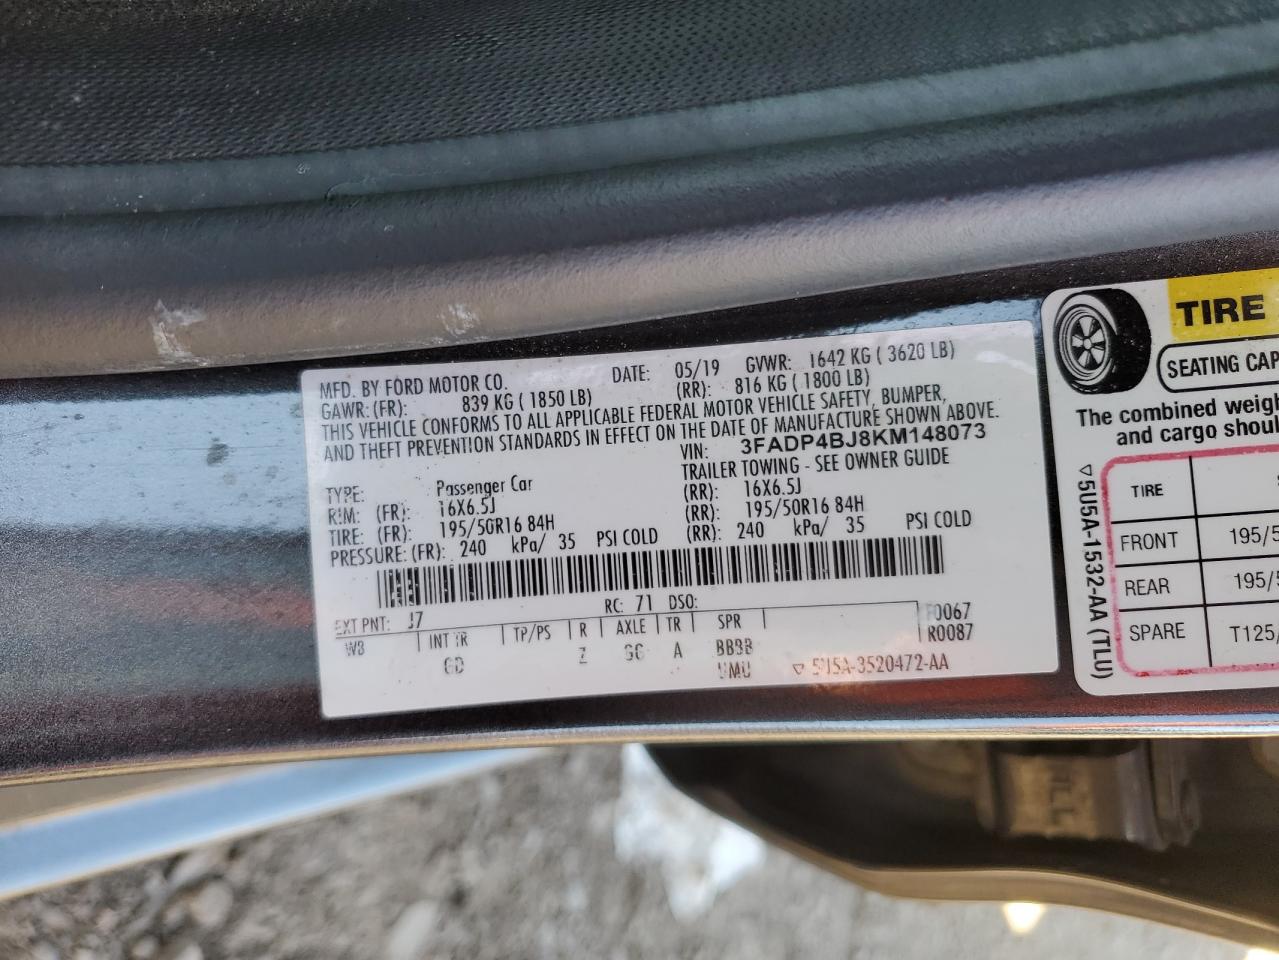 MFD. BY FORD MOTOR CO. DATE: 05/19 GVWR: 1642 KG ( 3620 LB)
GAWR: (FR): 839 KG ( 1850 LB) (RR): 816 KG ( 1800 LB)
THIS VEHICLE CONFORMS TO ALL APPLICABLE FEDERAL MOTOR VEHICLE SAFETY, BUMPER,
AND THEFT PREVENTION STANDARDS IN EFFECT ON THE DATE OF MANUFACTURE SHOWN ABOVE.
VIN: 3FADP4BJ8KM148073
TRAILER TOWING - SEE OWNER GUIDE
TYPE: Passenger Car
RIM: (FR): 16X6.5J (RR): 16X6.5J
TIRE: (FR): 195/50R16 84H (RR): 195/50R16 84H
PRESSURE: (FR): 240 kPa/ 35 PSI COLD (RR): 240 kPa/ 35 PSI COLD
EXT PNT: J7 RC: 71 DSO: F0067
WB INT TR TP/PS R AXLE TR SPR R0087
Z A
5U5A-3520472-AA
TIRE
SEATING CAP
The combined weigh
and cargo shoul
5U5A-1532-AA (TLU)
TIRE
FRONT 195/5
REAR 195/5
SPARE T125/